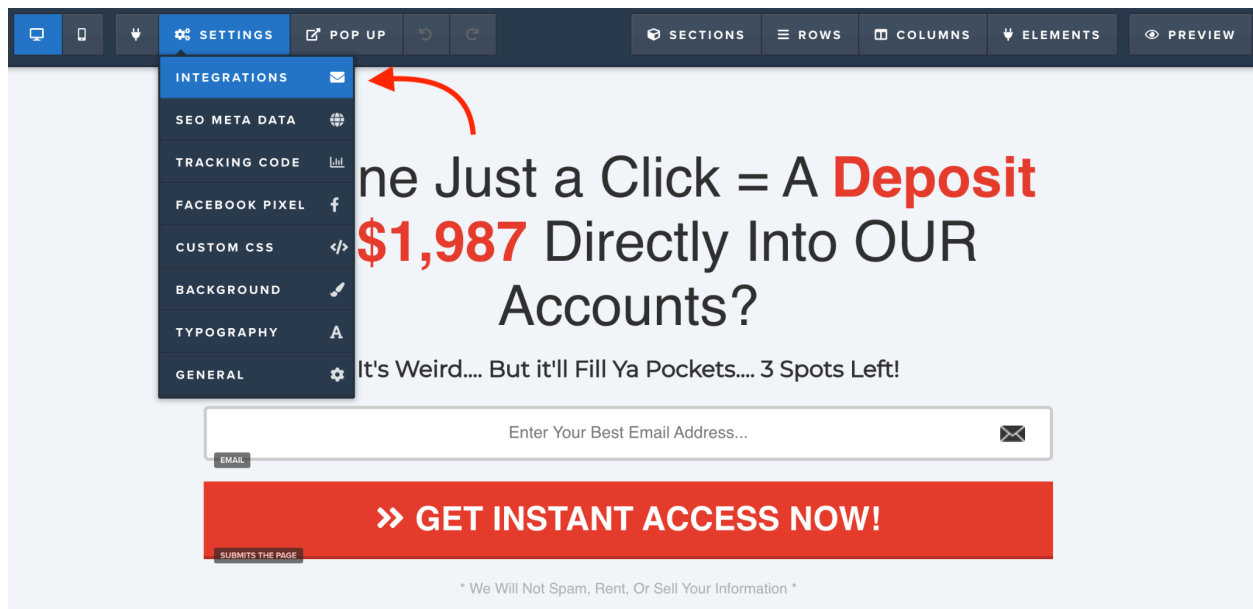 SETTINGS POP UP SECTIONS ROWS COLUMNS ELEMENTS PREVIEW
INTEGRATIONS
SEO META DATA
TRACKING CODE
FACEBOOK PIXEL
CUSTOM CSS
BACKGROUND
TYPOGRAPHY
GENERAL
ne Just a Click = A Deposit
$1,987 Directly Into OUR
Accounts?
It's Weird.... But it'll Fill Ya Pockets.... 3 Spots Left!
Enter Your Best Email Address...
EMAIL
GET INSTANT ACCESS NOW!
SUBMITS THE PAGE
* We Will Not Spam, Rent, Or Sell Your Information *